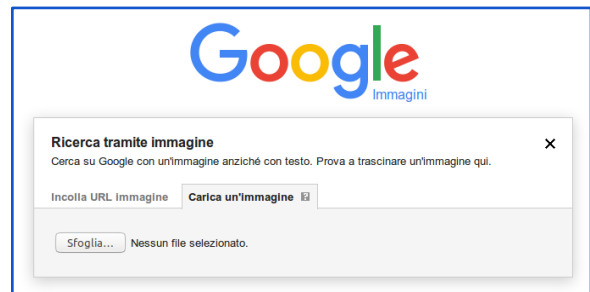 Google
Immagini
Ricerca tramite immagine
Cerca su Google con un'immagine anziché con testo. Prova a trascinare un'immagine qui.
Incolla URL immagine Carica un'immagine ?
Sfoglia... Nessun file selezionato.